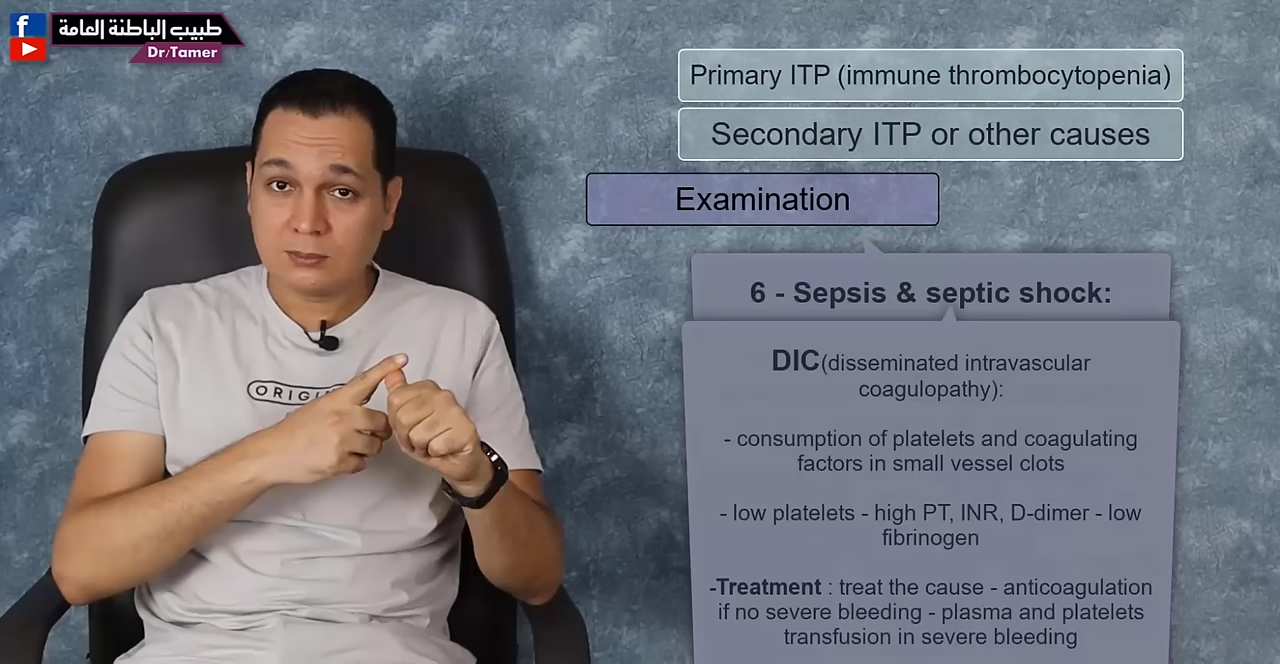 طبيب الباطنة العامة
Dr/Tamer
Primary ITP (immune thrombocytopenia)
Secondary ITP or other causes
Examination
6 - Sepsis & septic shock:
DIC(disseminated intravascular
coagulopathy):
- consumption of platelets and coagulating
factors in small vessel clots
- low platelets - high PT, INR, D-dimer - low
fibrinogen
-Treatment : treat the cause - anticoagulation
if no severe bleeding - plasma and platelets
transfusion in severe bleeding